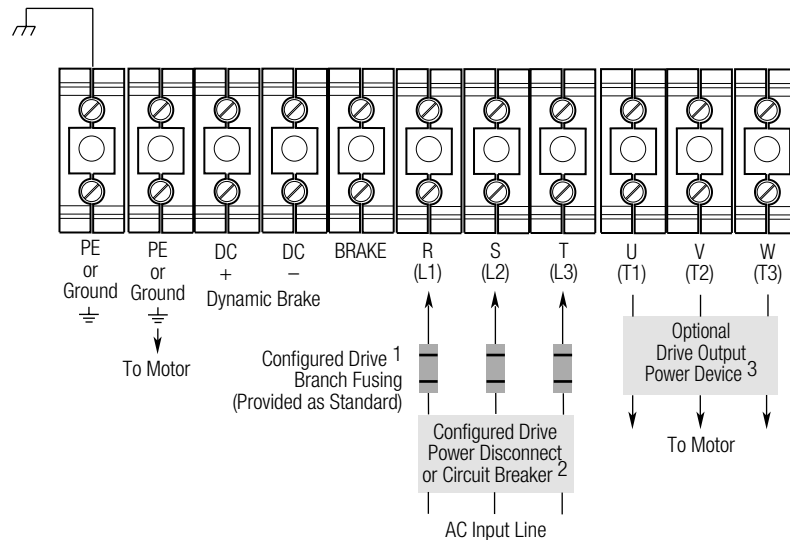 PE
or
Ground
PE
or
Ground
To Motor
DC
+
DC
–
Dynamic Brake
BRAKE
R
(L1)
S
(L2)
T
(L3)
U
(T1)
V
(T2)
W
(T3)
Configured Drive 1
Branch Fusing
(Provided as Standard)
Configured Drive
Power Disconnect
or Circuit Breaker 2
AC Input Line
Optional
Drive Output
Power Device 3
To Motor